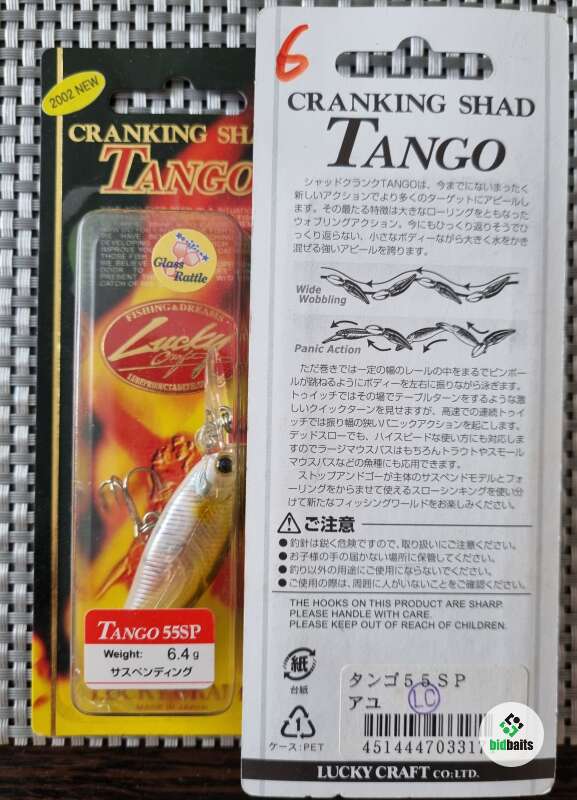 2002 NEW
CRANKING SHA
TANGO
Exciting
Glass
Rattle
FISHING & DREAMS
Lucky
Craft
TANGO 55SP
Weight: 6.4g
サスペンディング
MADE IN JAPAN
6
CRANKING SHAD
TANGO
シャッドクランクTANGOは、今までにないまったく
新しいアクションでより多くのターゲットにアピールし
ます。その最たる特徴は大きなローリングをともなった
ウォブリングアクション。今にもひっくり返りそうでひ
っくり返らない、小さなボディーながら大きく水をかき
混ぜる強いアピールを誇ります。
Wide
Wobbling
Panic Action
ただ巻きでは一定の幅のレールの中をまるでピンボー
ルが跳ねるようにボディーを左右に振りながら泳ぎます。
トゥイッチではその場でテーブルターンをするような激
しいクイックターンを見せますが、高速での連続トゥイ
ッチでは振り幅の狭いパニックアクションを起こします。
デッドスローでも、ハイスピードな使い方にも対応しま
すのでラージマウスバスはもちろんトラウトやスモール
マウスバスなどの魚種にも応用できます。
ストップアンドゴーが主体のサスペンドモデルとフォ
ーリングをからませて使えるスローシンキングを使い分
けて新たなフィッシングワールドをお楽しみください。
ご注意
●釣針は鋭く危険ですので、取り扱いにご注意ください。
●お子様の手の届かない場所に保管してください。
●釣り以外の用途にご使用にならないでください。
●ご使用の際は、周囲に人がいないことをご確認ください。
THE HOOKS ON THIS PRODUCT ARE SHARP.
PLEASE HANDLE WITH CARE.
PLEASE KEEP OUT OF REACH OF CHILDREN.
紙
台紙
1
ケース:PET
タンゴ55SP
アユ LC
451444703317
LUCKY CRAFT CO:LTD.
bidbaits